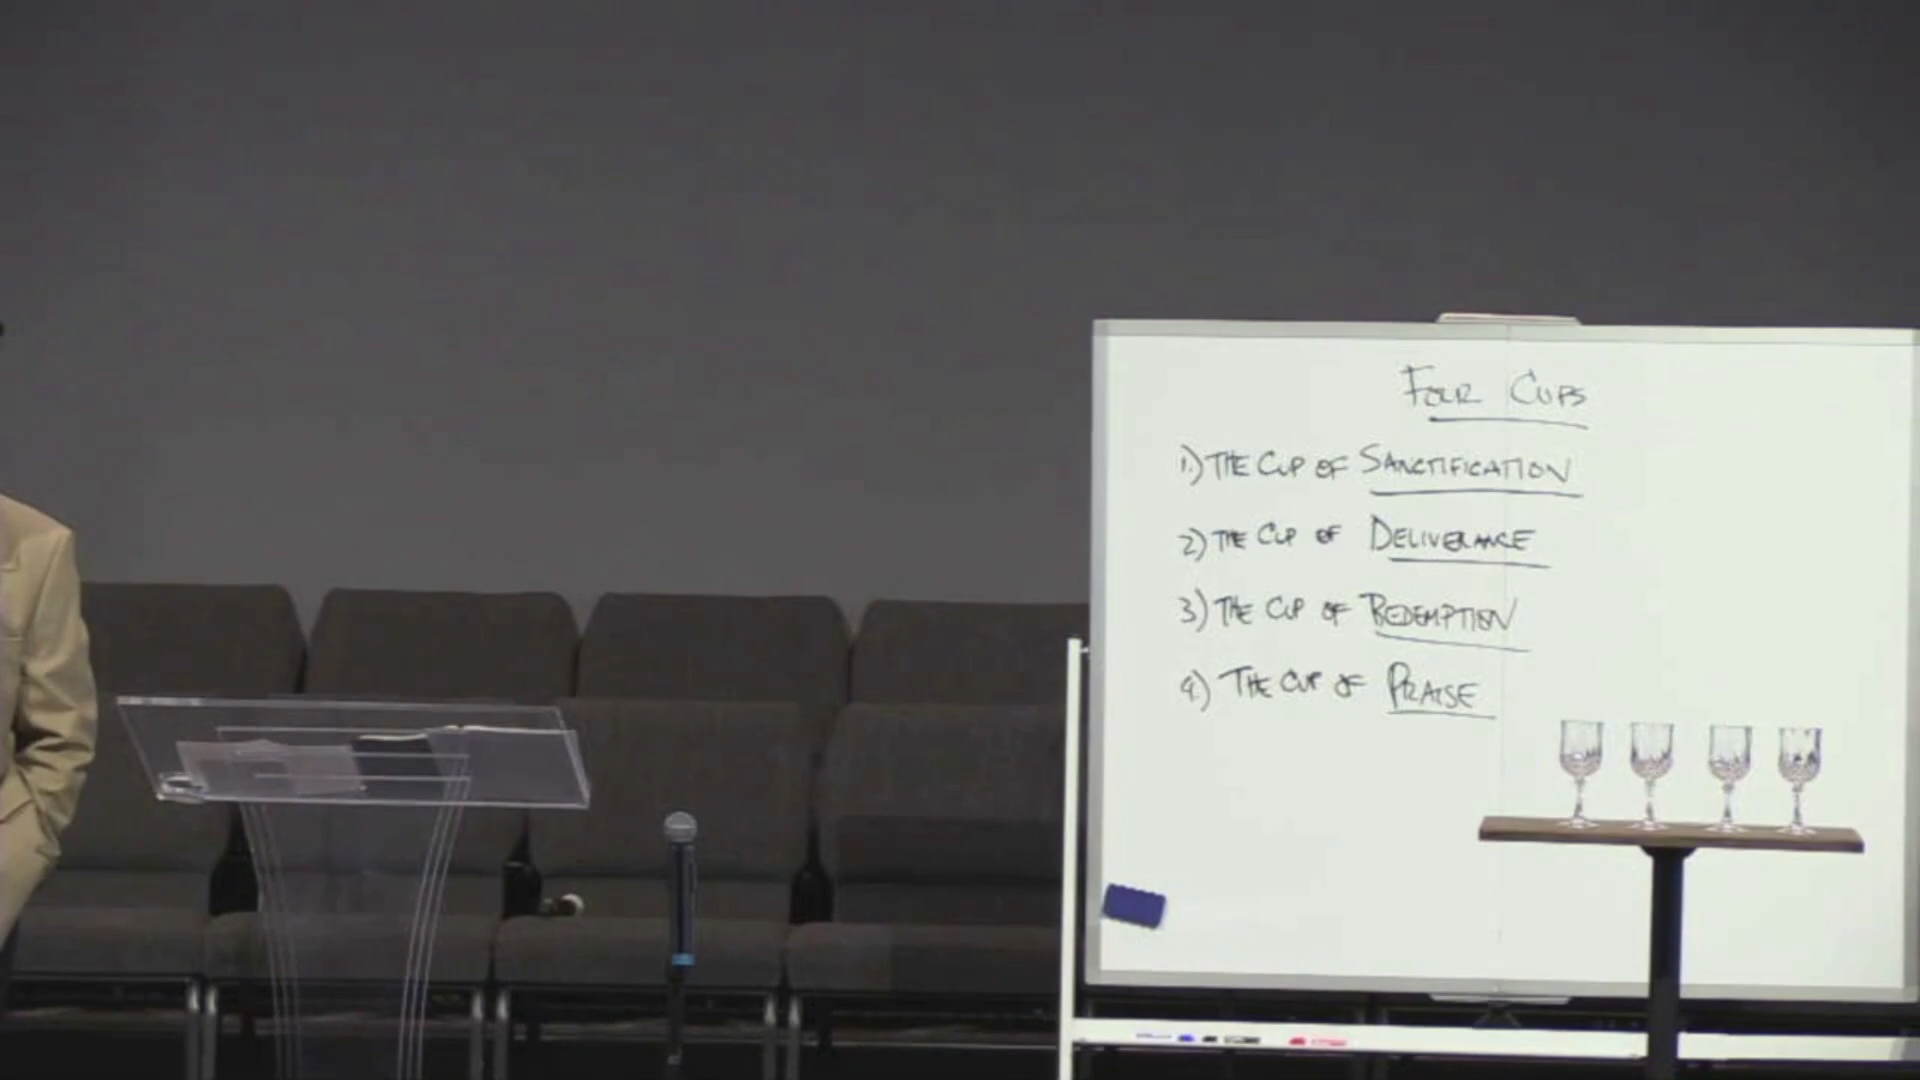 FOUR CUPS
1) THE CUP OF SANCTIFICATION
2) THE CUP OF DELIVERANCE
3) THE CUP OF REDEMPTION
4) THE CUP OF PRAISE